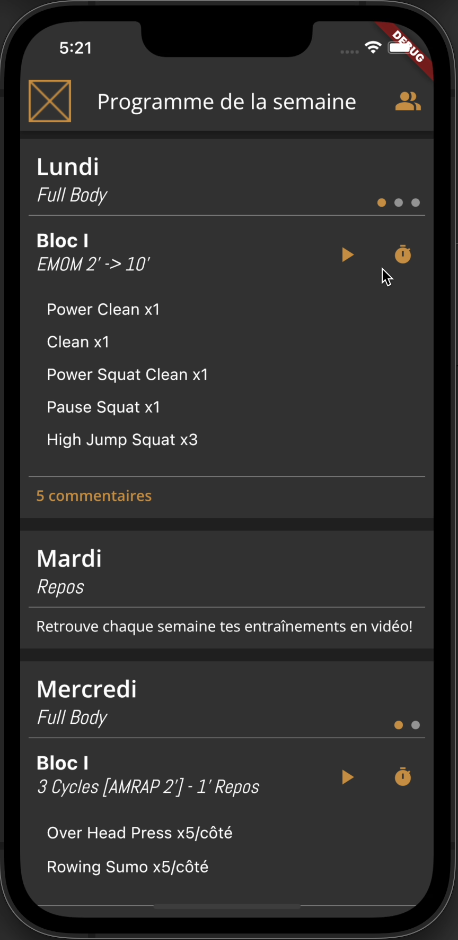 5:21
DEBUG
Programme de la semaine
Lundi
Full Body
Bloc I
EMOM 2' -> 10'
Power Clean x1
Clean x1
Power Squat Clean x1
Pause Squat x1
High Jump Squat x3
5 commentaires
Mardi
Repos
Retrouve chaque semaine tes entraînements en vidéo!
Mercredi
Full Body
Bloc I
3 Cycles [AMRAP 2'] - 1' Repos
Over Head Press x5/côté
Rowing Sumo x5/côté